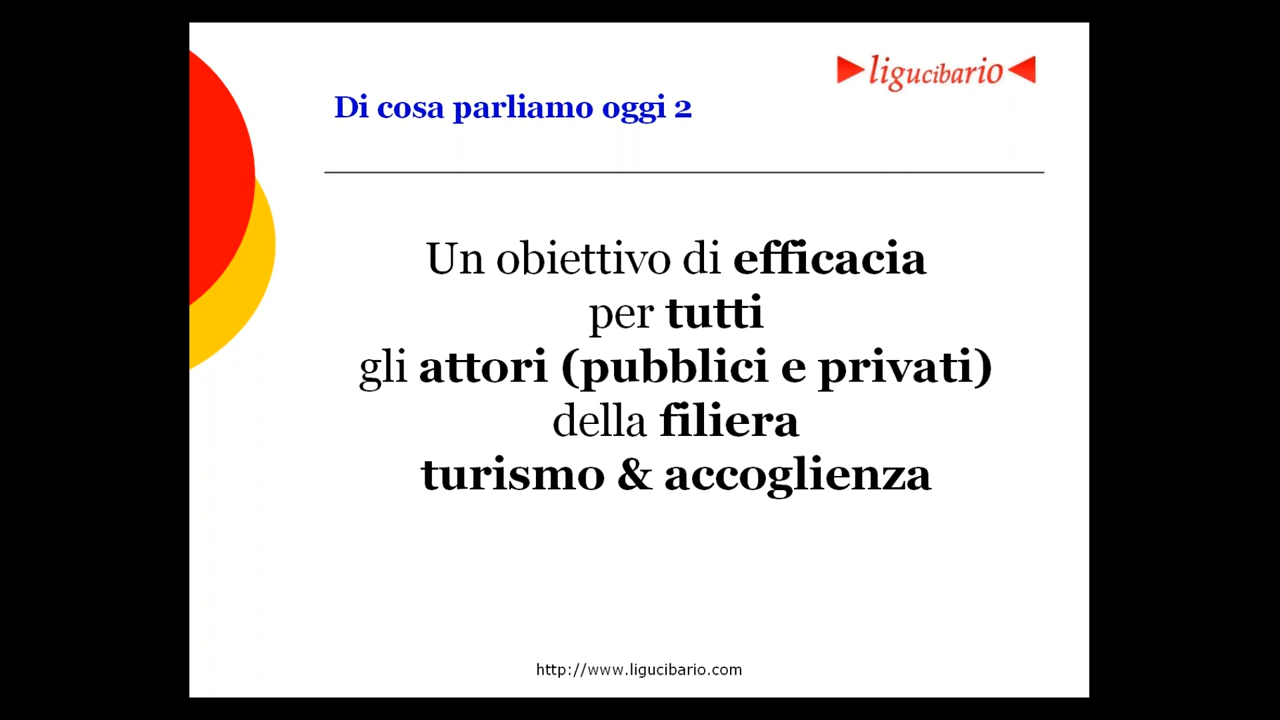 ligucibario
Di cosa parliamo oggi 2
Un obiettivo di efficacia
per tutti
gli attori (pubblici e privati)
della filiera
turismo & accoglienza
http://www.ligucibario.com